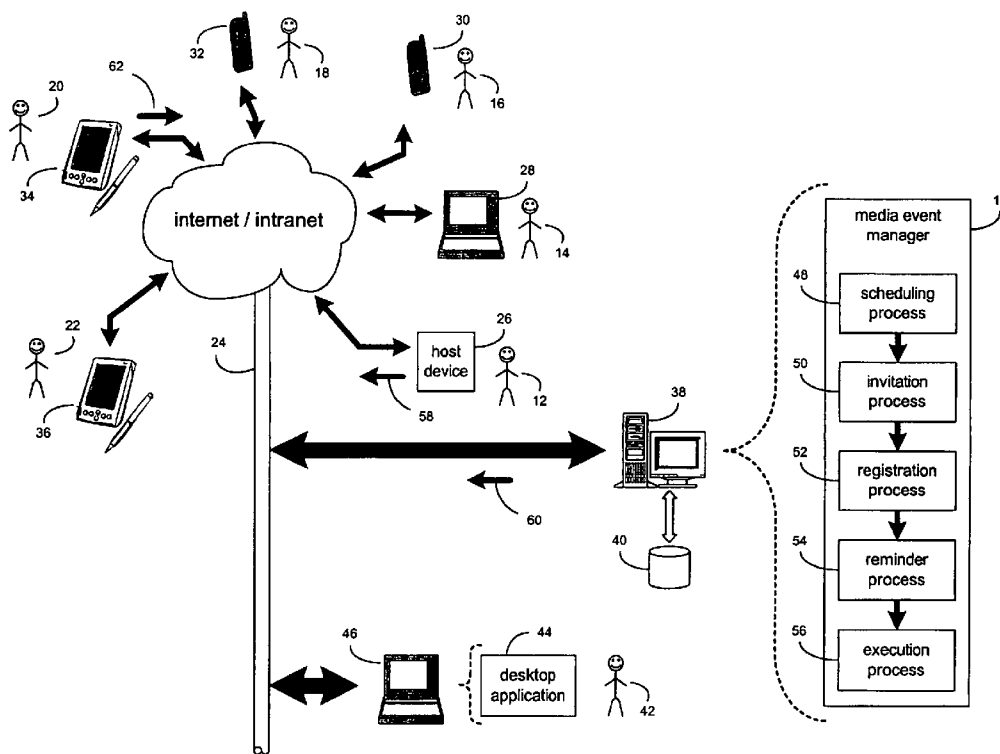 32
18
30
16
62
20
34
internet / intranet
28
14
22
36
24
26
host
device
12
58
38
60
40
46
44
desktop
application
42
media event
manager
48
scheduling
process
50
invitation
process
52
registration
process
54
reminder
process
56
execution
process